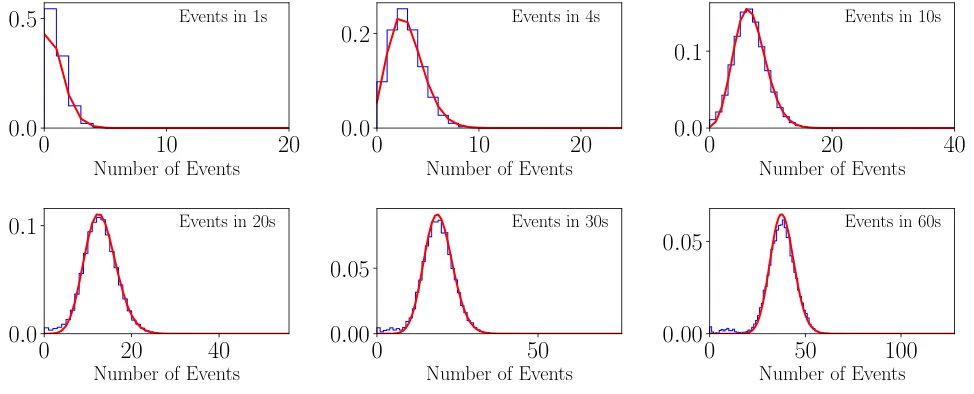 Events in 1s
0.5
0.0
0 10 20
Number of Events
Events in 4s
0.2
0.0
0 10 20
Number of Events
Events in 10s
0.1
0.0
0 20 40
Number of Events
Events in 20s
0.1
0.0
0 20 40
Number of Events
Events in 30s
0.05
0.00
0 50
Number of Events
Events in 60s
0.05
0.00
0 50 100
Number of Events